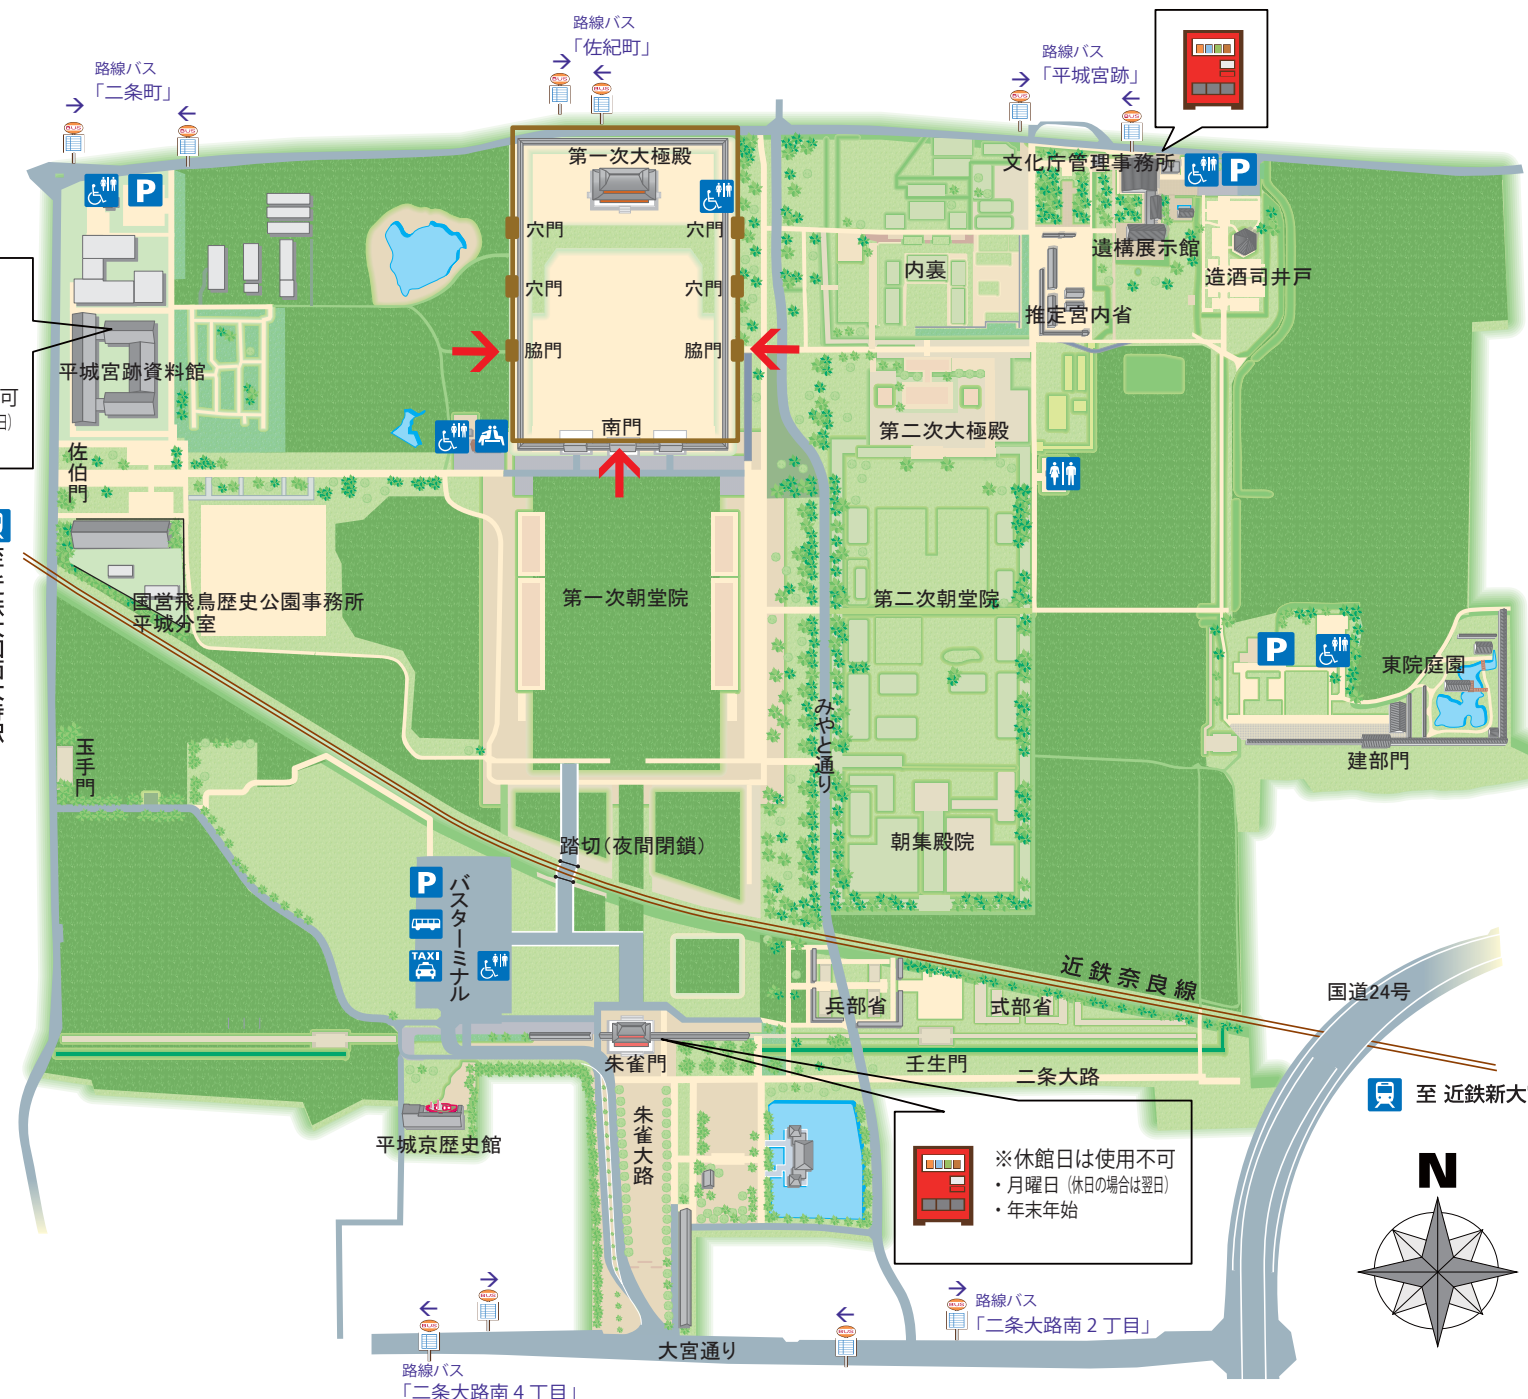 路線バス
「佐紀町」
路線バス
「二条町」
路線バス
「平城宮跡」
BUS
BUS
BUS
BUS
BUS
BUS
第一次大極殿
文化庁管理事務所
P
P
穴門
穴門
遺構展示館
内裏
造酒司井戸
穴門
穴門
推定宮内省
脇門
脇門
平城宮跡資料館
可
南門
第二次大極殿
佐伯門
第一次朝堂院
第二次朝堂院
国営飛鳥歴史公園事務所
平城分室
P
東院庭園
みやと通り
玉手門
建部門
踏切(夜間閉鎖)
朝集殿院
P
バスターミナル
TAXI
近鉄奈良線
国道24号
兵部省
式部省
朱雀門
壬生門
二条大路
至 近鉄新大
朱雀大路
平城京歴史館
※休館日は使用不可
・月曜日(休日の場合は翌日)
・年末年始
N
BUS
BUS
BUS
BUS
路線バス
「二条大路南2丁目」
大宮通り
路線バス
「二条大路南4丁目」